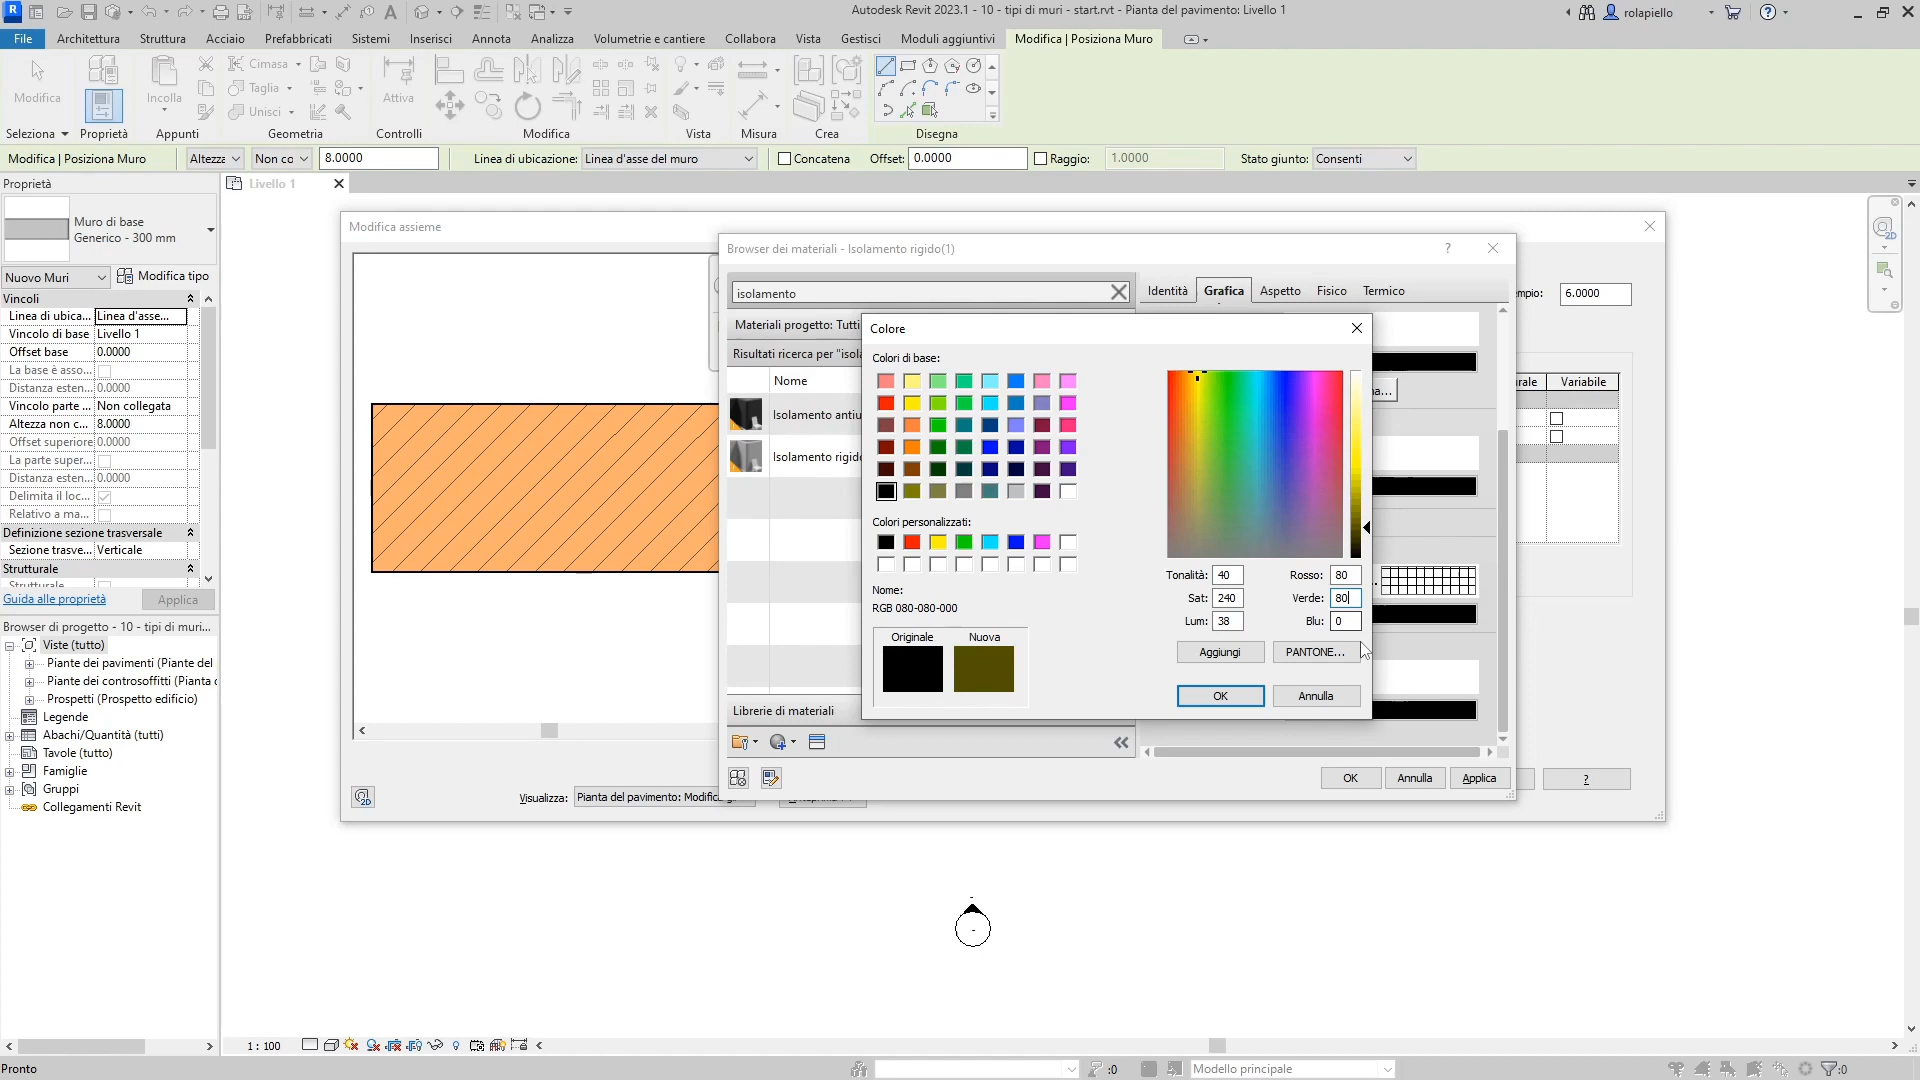 Autodesk Revit 2023.1 - 10 - tipi di muri - start.rvt - Pianta del pavimento: Livello 1
rolapiello
File Architettura Struttura Acciaio Prefabbricati Sistemi Inserisci Annota Analizza Volumetrie e cantiere Collabora Vista Gestisci Moduli aggiuntivi Modifica | Posiziona Muro
Modifica
Incolla
Cimasa
Taglia
Unisci
Attiva
Seleziona Proprietà Appunti Geometria Controlli Modifica Vista Misura Crea Disegna
Modifica | Posiziona Muro Altezz Non co 8.0000 Linea di ubicazione: Linea d'asse del muro Concatena Offset: 0.0000 Raggio: 1.0000 Stato giunto: Consenti
Proprietà
Livello 1
Muro di base
Generico - 300 mm
Nuovo Muri Modifica tipo
Vincoli
Linea di ubica... Linea d'asse...
Vincolo di base Livello 1
Offset base 0.0000
La base è asso...
Distanza esten... 0.0000
Vincolo parte ... Non collegata
Altezza non c... 8.0000
Offset superiore 0.0000
La parte super...
Distanza esten... 0.0000
Delimita il loc...
Relativo a ma...
Definizione sezione trasversale
Sezione trasve... Verticale
Strutturale
Strutturale
Guida alle proprietà Applica
Browser di progetto - 10 - tipi di muri...
Viste (tutto)
Piante dei pavimenti (Piante del
Piante dei controsoffitti (Pianta c
Prospetti (Prospetto edificio)
Legende
Abachi/Quantità (tutti)
Tavole (tutto)
Famiglie
Gruppi
Collegamenti Revit
Modifica assieme
Visualizza: Pianta del pavimento: Modific
mpio: 6.0000
rale Variabile
?
Browser dei materiali - Isolamento rigido(1)
?
isolamento
Materiali progetto: Tutti
Risultati ricerca per "isola
Nome
Isolamento antiu
Isolamento rigido
Librerie di materiali
Identità Grafica Aspetto Fisico Termico
a...
OK Annulla Applica
Colore
Colori di base:
Colori personalizzati:
Nome:
RGB 080-080-000
Originale Nuova
Tonalità: 40 Rosso: 80
Sat: 240 Verde: 80
Lum: 38 Blu: 0
Aggiungi PANTONE...
OK Annulla
2D
2D
1 : 100
Pronto
:0 Modello principale :0